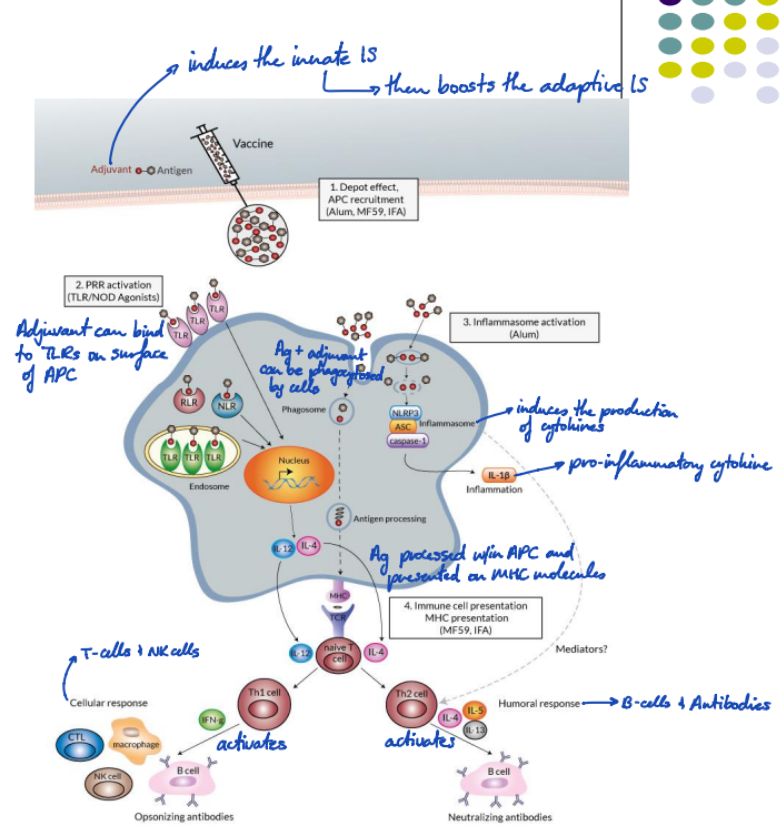 induces the innate IS
then boosts the adaptive IS
Vaccine
Adjuvant
Antigen
1. Depot effect,
APC recruitment
(Alum, MF59, IFA)
2. PRR activation
(TLR/NOD Agonists)
TLR
TLR
TLR
Adjuvant can bind
to TLRs on surface
of APC
3. Inflammasome activation
(Alum)
Ag + adjuvant
can be phagocytosed
by cells
Phagosome
RLR
NLR
NLRP3
ASC
caspase-1
Inflammasome
induces the production
of cytokines
TLR TLR TLR
Endosome
Nucleus
IL-1β
Inflammation
pro-inflammatory cytokine
Antigen processing
IL-12
IL-4
Ag processed w/in APC and
presented on MHC molecules
MHC
TCR
4. Immune cell presentation
MHC presentation
(MF59, IFA)
IL-12
naive T
cell
IL-4
Mediators?
T-cells & NK cells
Cellular response
Th1 cell
Th2 cell
Humoral response
B-cells & Antibodies
IFN-g
IL-4
IL-5
IL-13
activates
activates
CTL
macrophage
NK cell
B cell
B cell
Opsonizing antibodies
Neutralizing antibodies